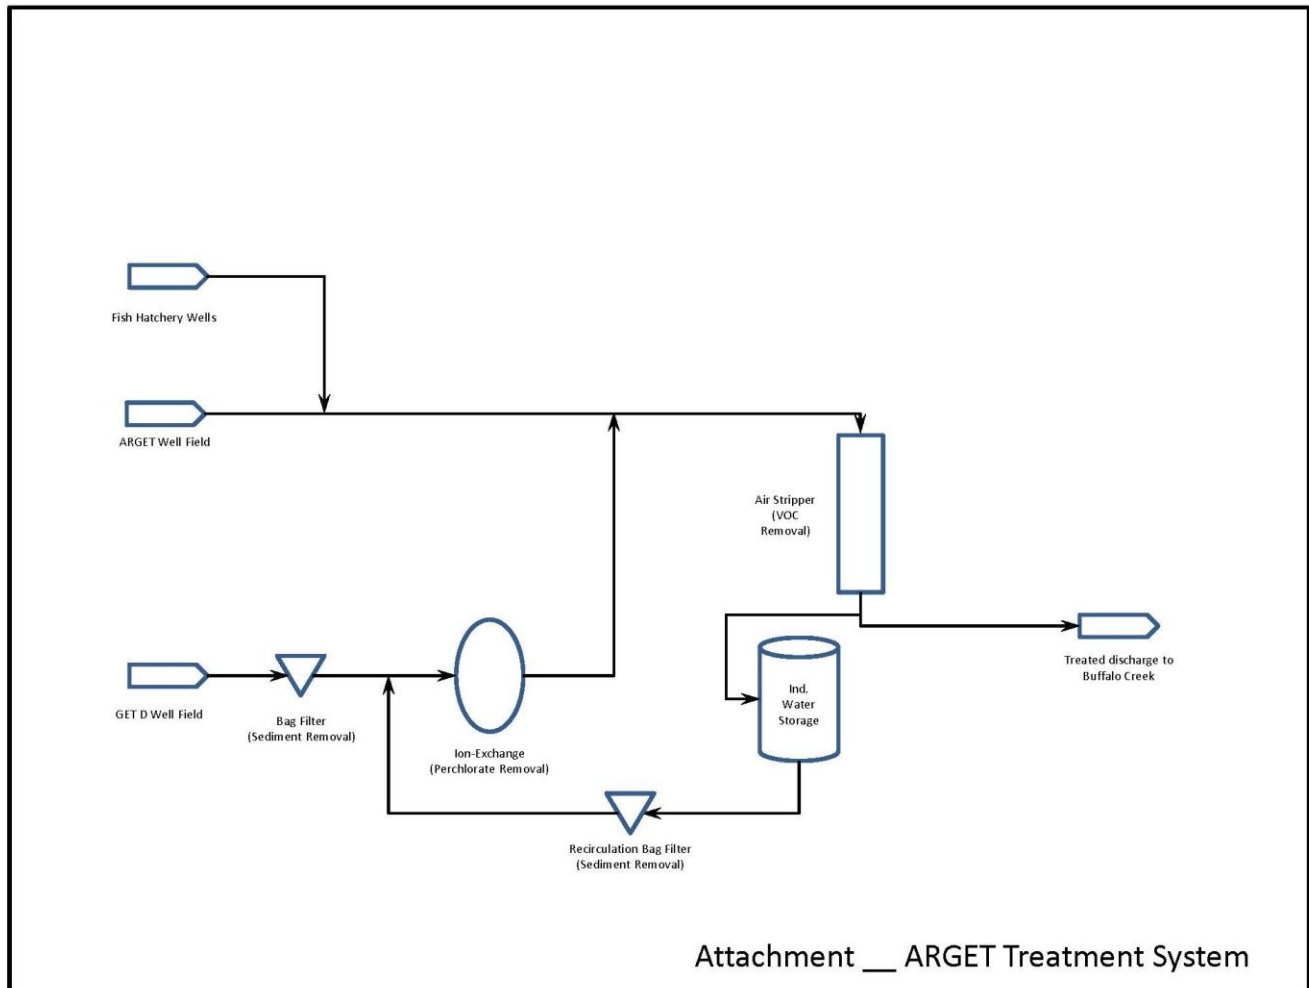 Fish Hatchery Wells
ARGET Well Field
Air Stripper
(VOC
Removal)
Treated discharge to
Buffalo Creek
Ind.
Water
Storage
GET D Well Field
Bag Filter
(Sediment Removal)
Ion-Exchange
(Perchlorate Removal)
Recirculation Bag Filter
(Sediment Removal)
Attachment __ ARGET Treatment System